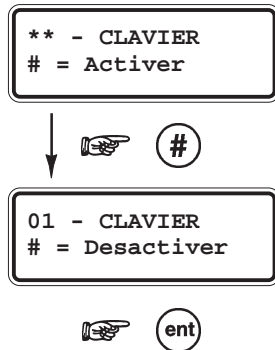 ** - CLAVIER
# = Activer
#
01 - CLAVIER
# = Desactiver
ent